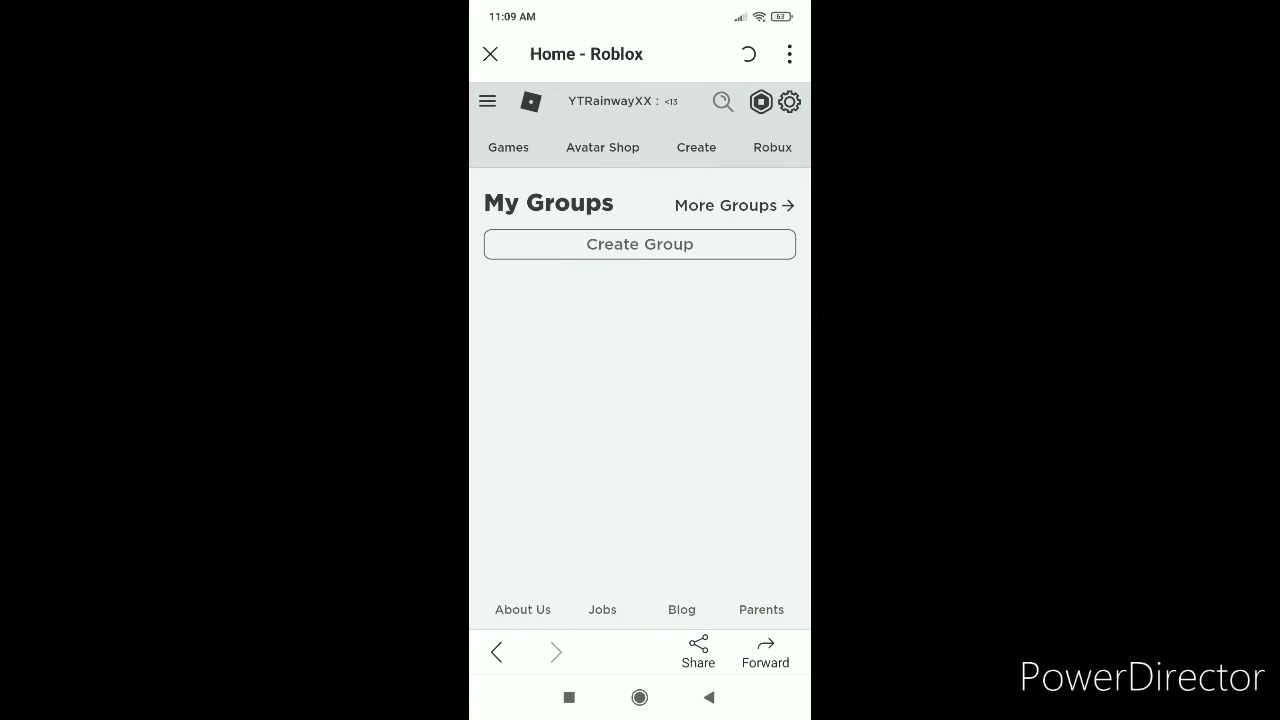 11:09 AM
63
Home - Roblox
YTRainwayXX : <13
Games Avatar Shop Create Robux
My Groups More Groups →
Create Group
About Us Jobs Blog Parents
Share Forward
PowerDirector